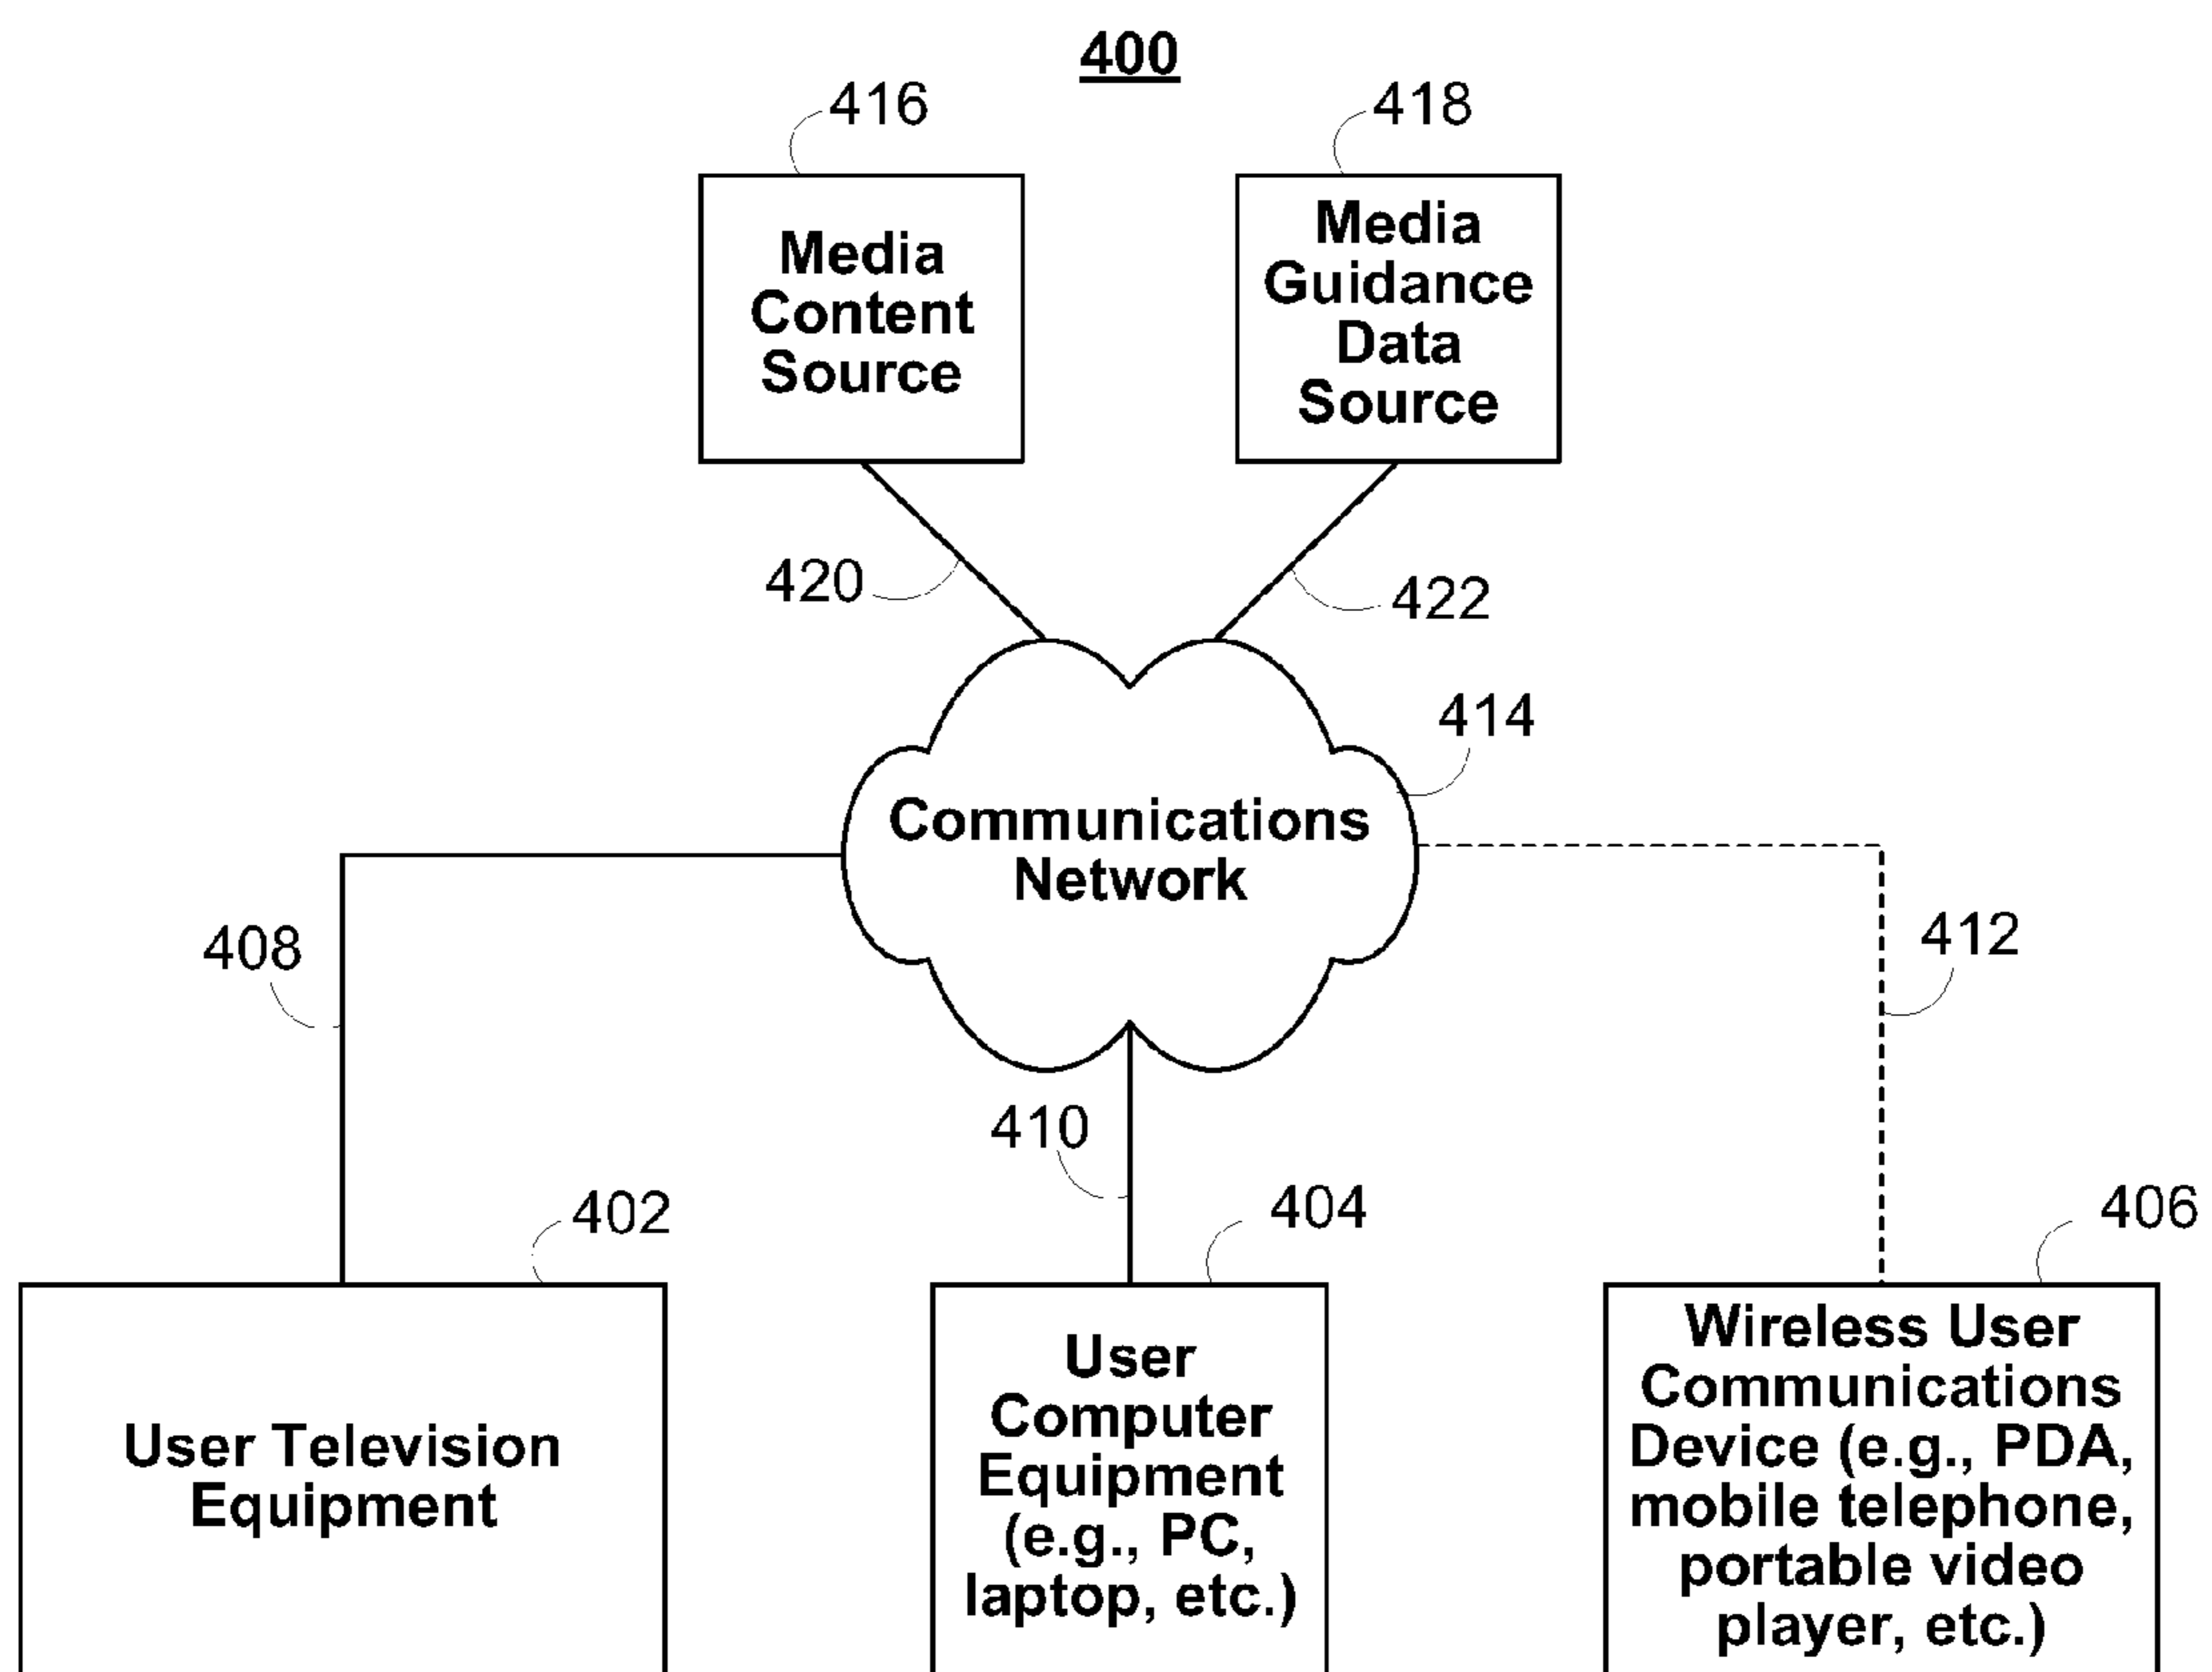 400
416
418
Media
Content
Source
Media
Guidance
Data
Source
420
422
414
Communications
Network
408
412
410
402
404
406
User Television
Equipment
User
Computer
Equipment
(e.g., PC,
laptop, etc.)
Wireless User
Communications
Device (e.g., PDA,
mobile telephone,
portable video
player, etc.)